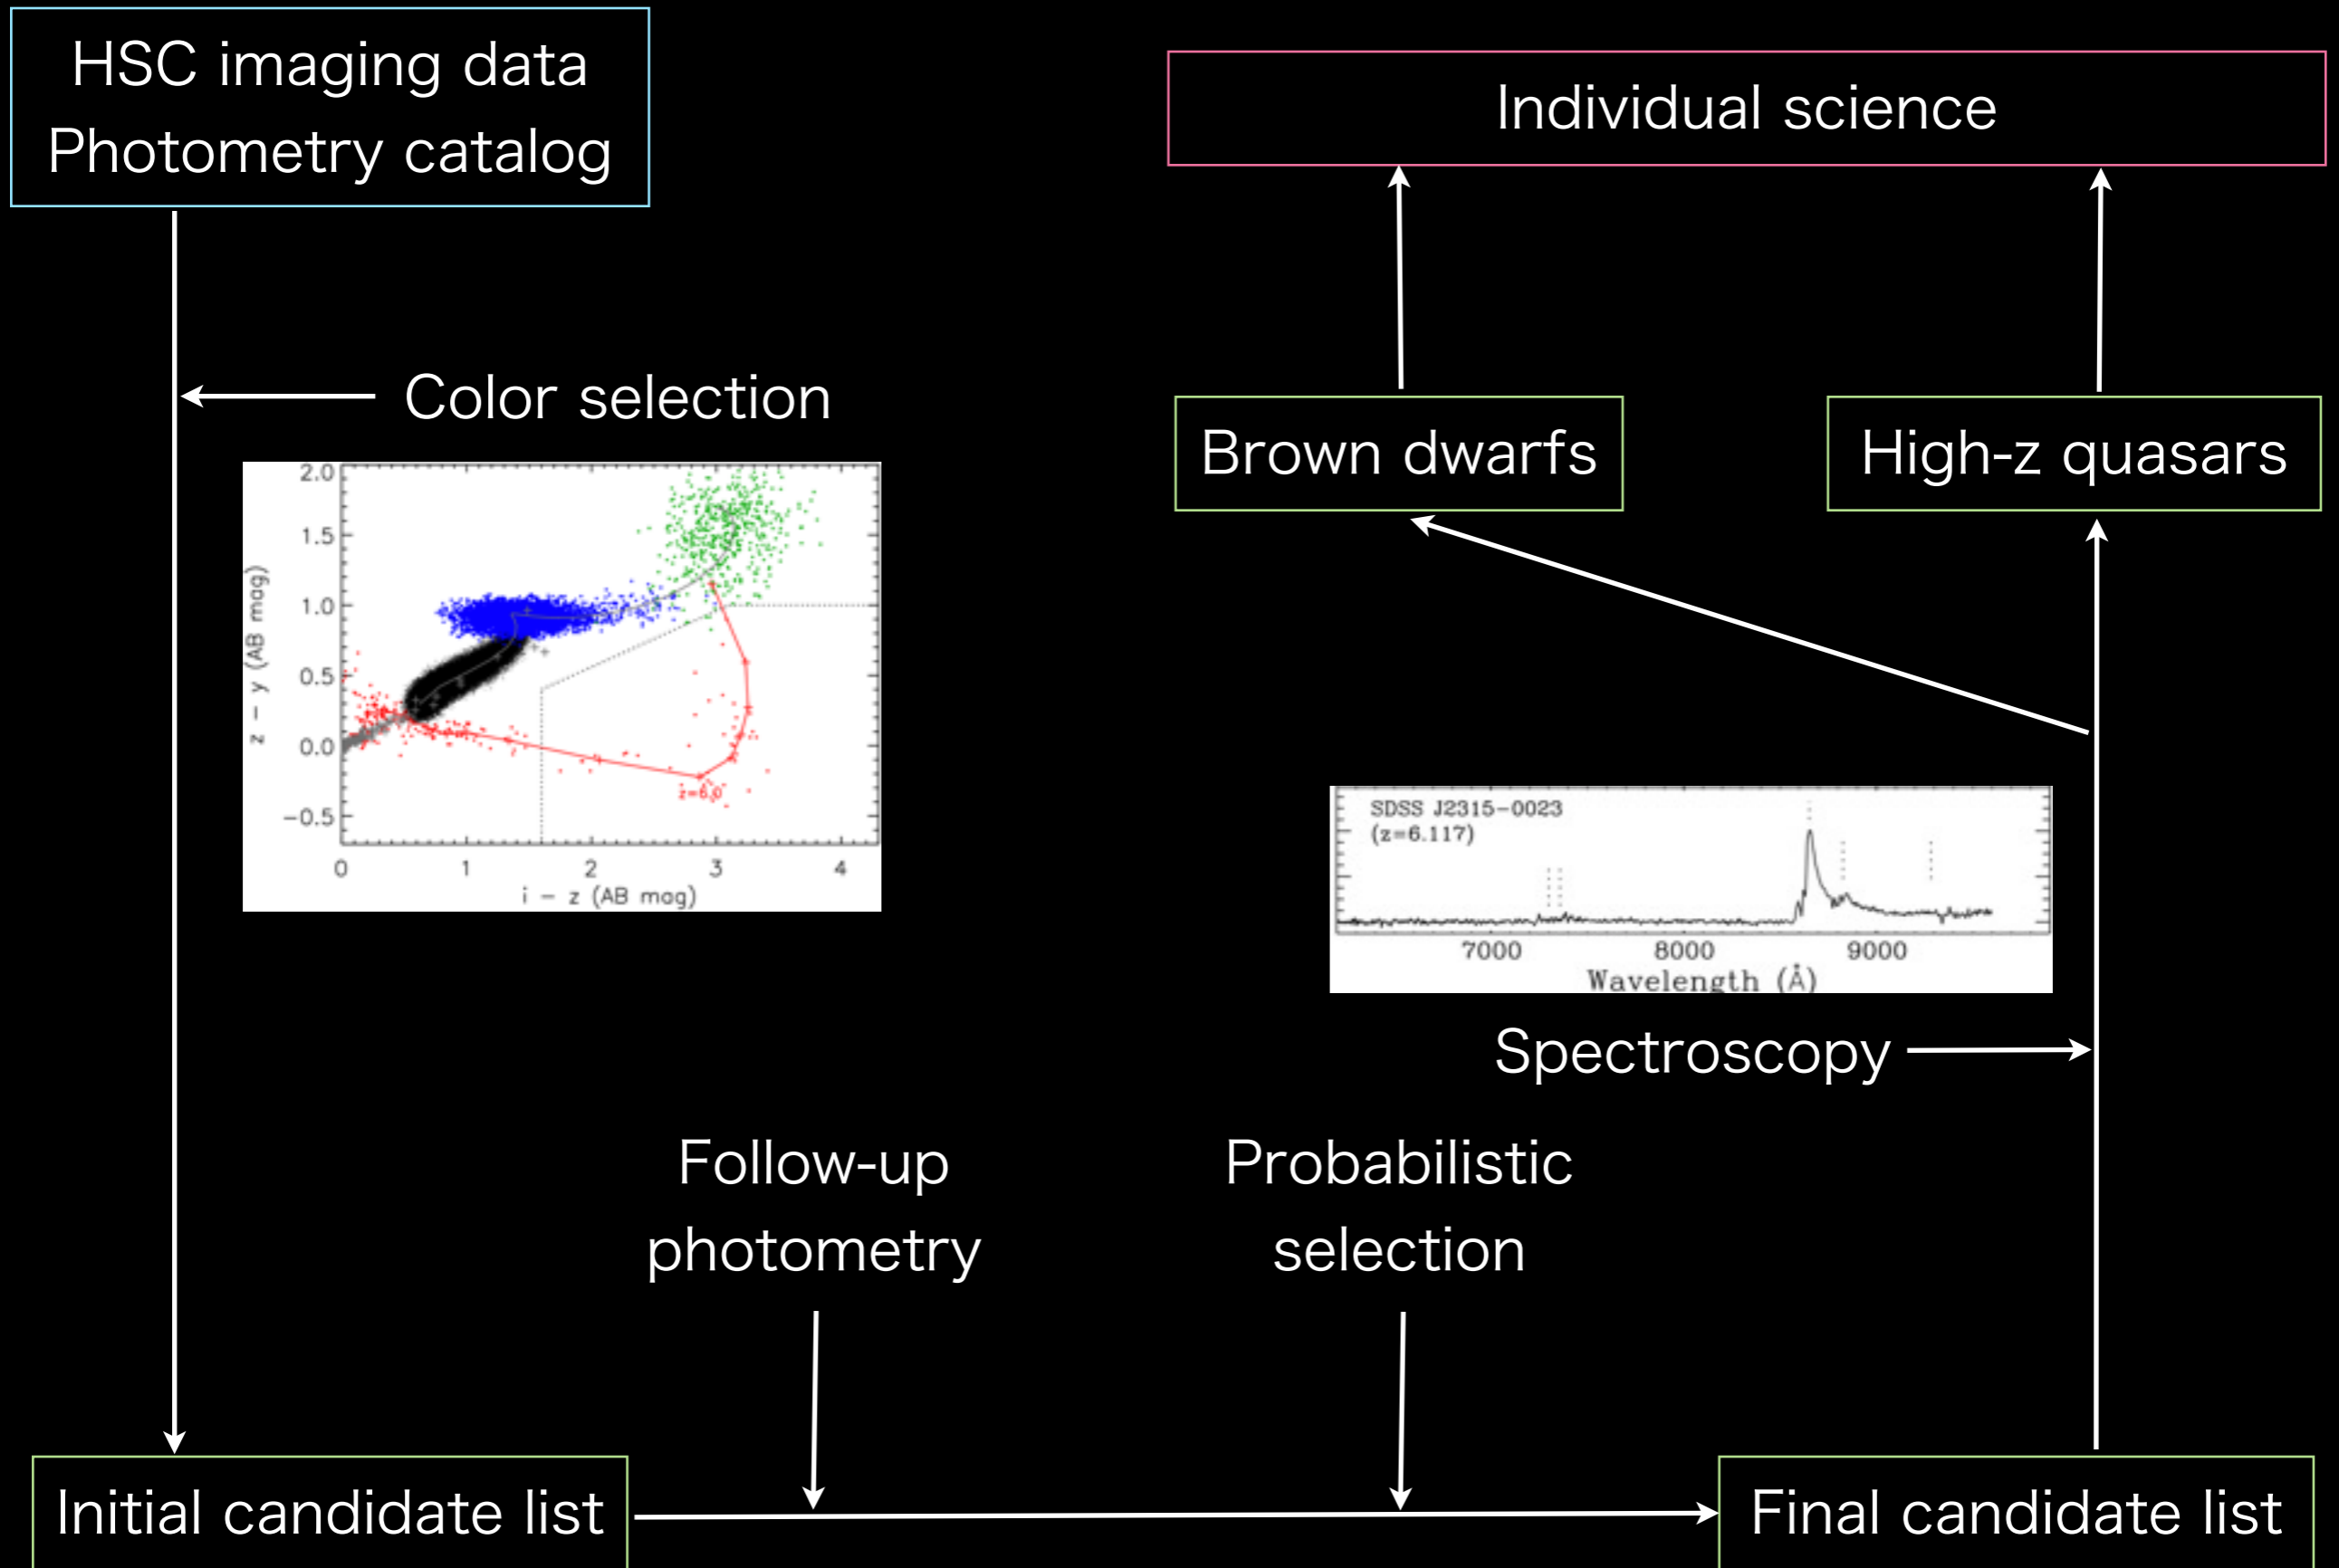 HSC imaging data
Photometry catalog
Individual science
Color selection
Brown dwarfs
High-z quasars
2.0
1.5
1.0
0.5
0.0
−0.5
z − y (AB mag)
z=6.0
0 1 2 3 4
i − z (AB mag)
SDSS J2315-0023
(z=6.117)
7000 8000 9000
Wavelength (Å)
Spectroscopy
Follow-up
photometry
Probabilistic
selection
Initial candidate list
Final candidate list